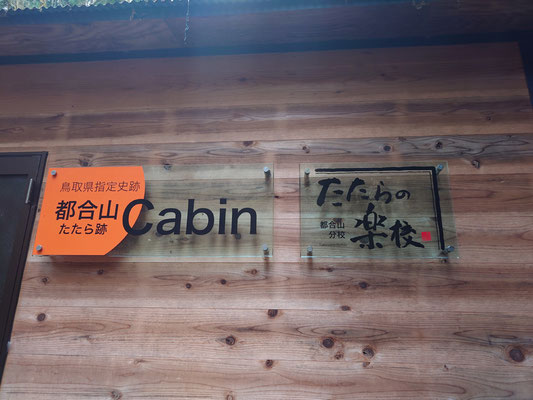 鳥取県指定史跡
都合山
たたら跡
Cabin
たたらの
楽校
都合山
分校